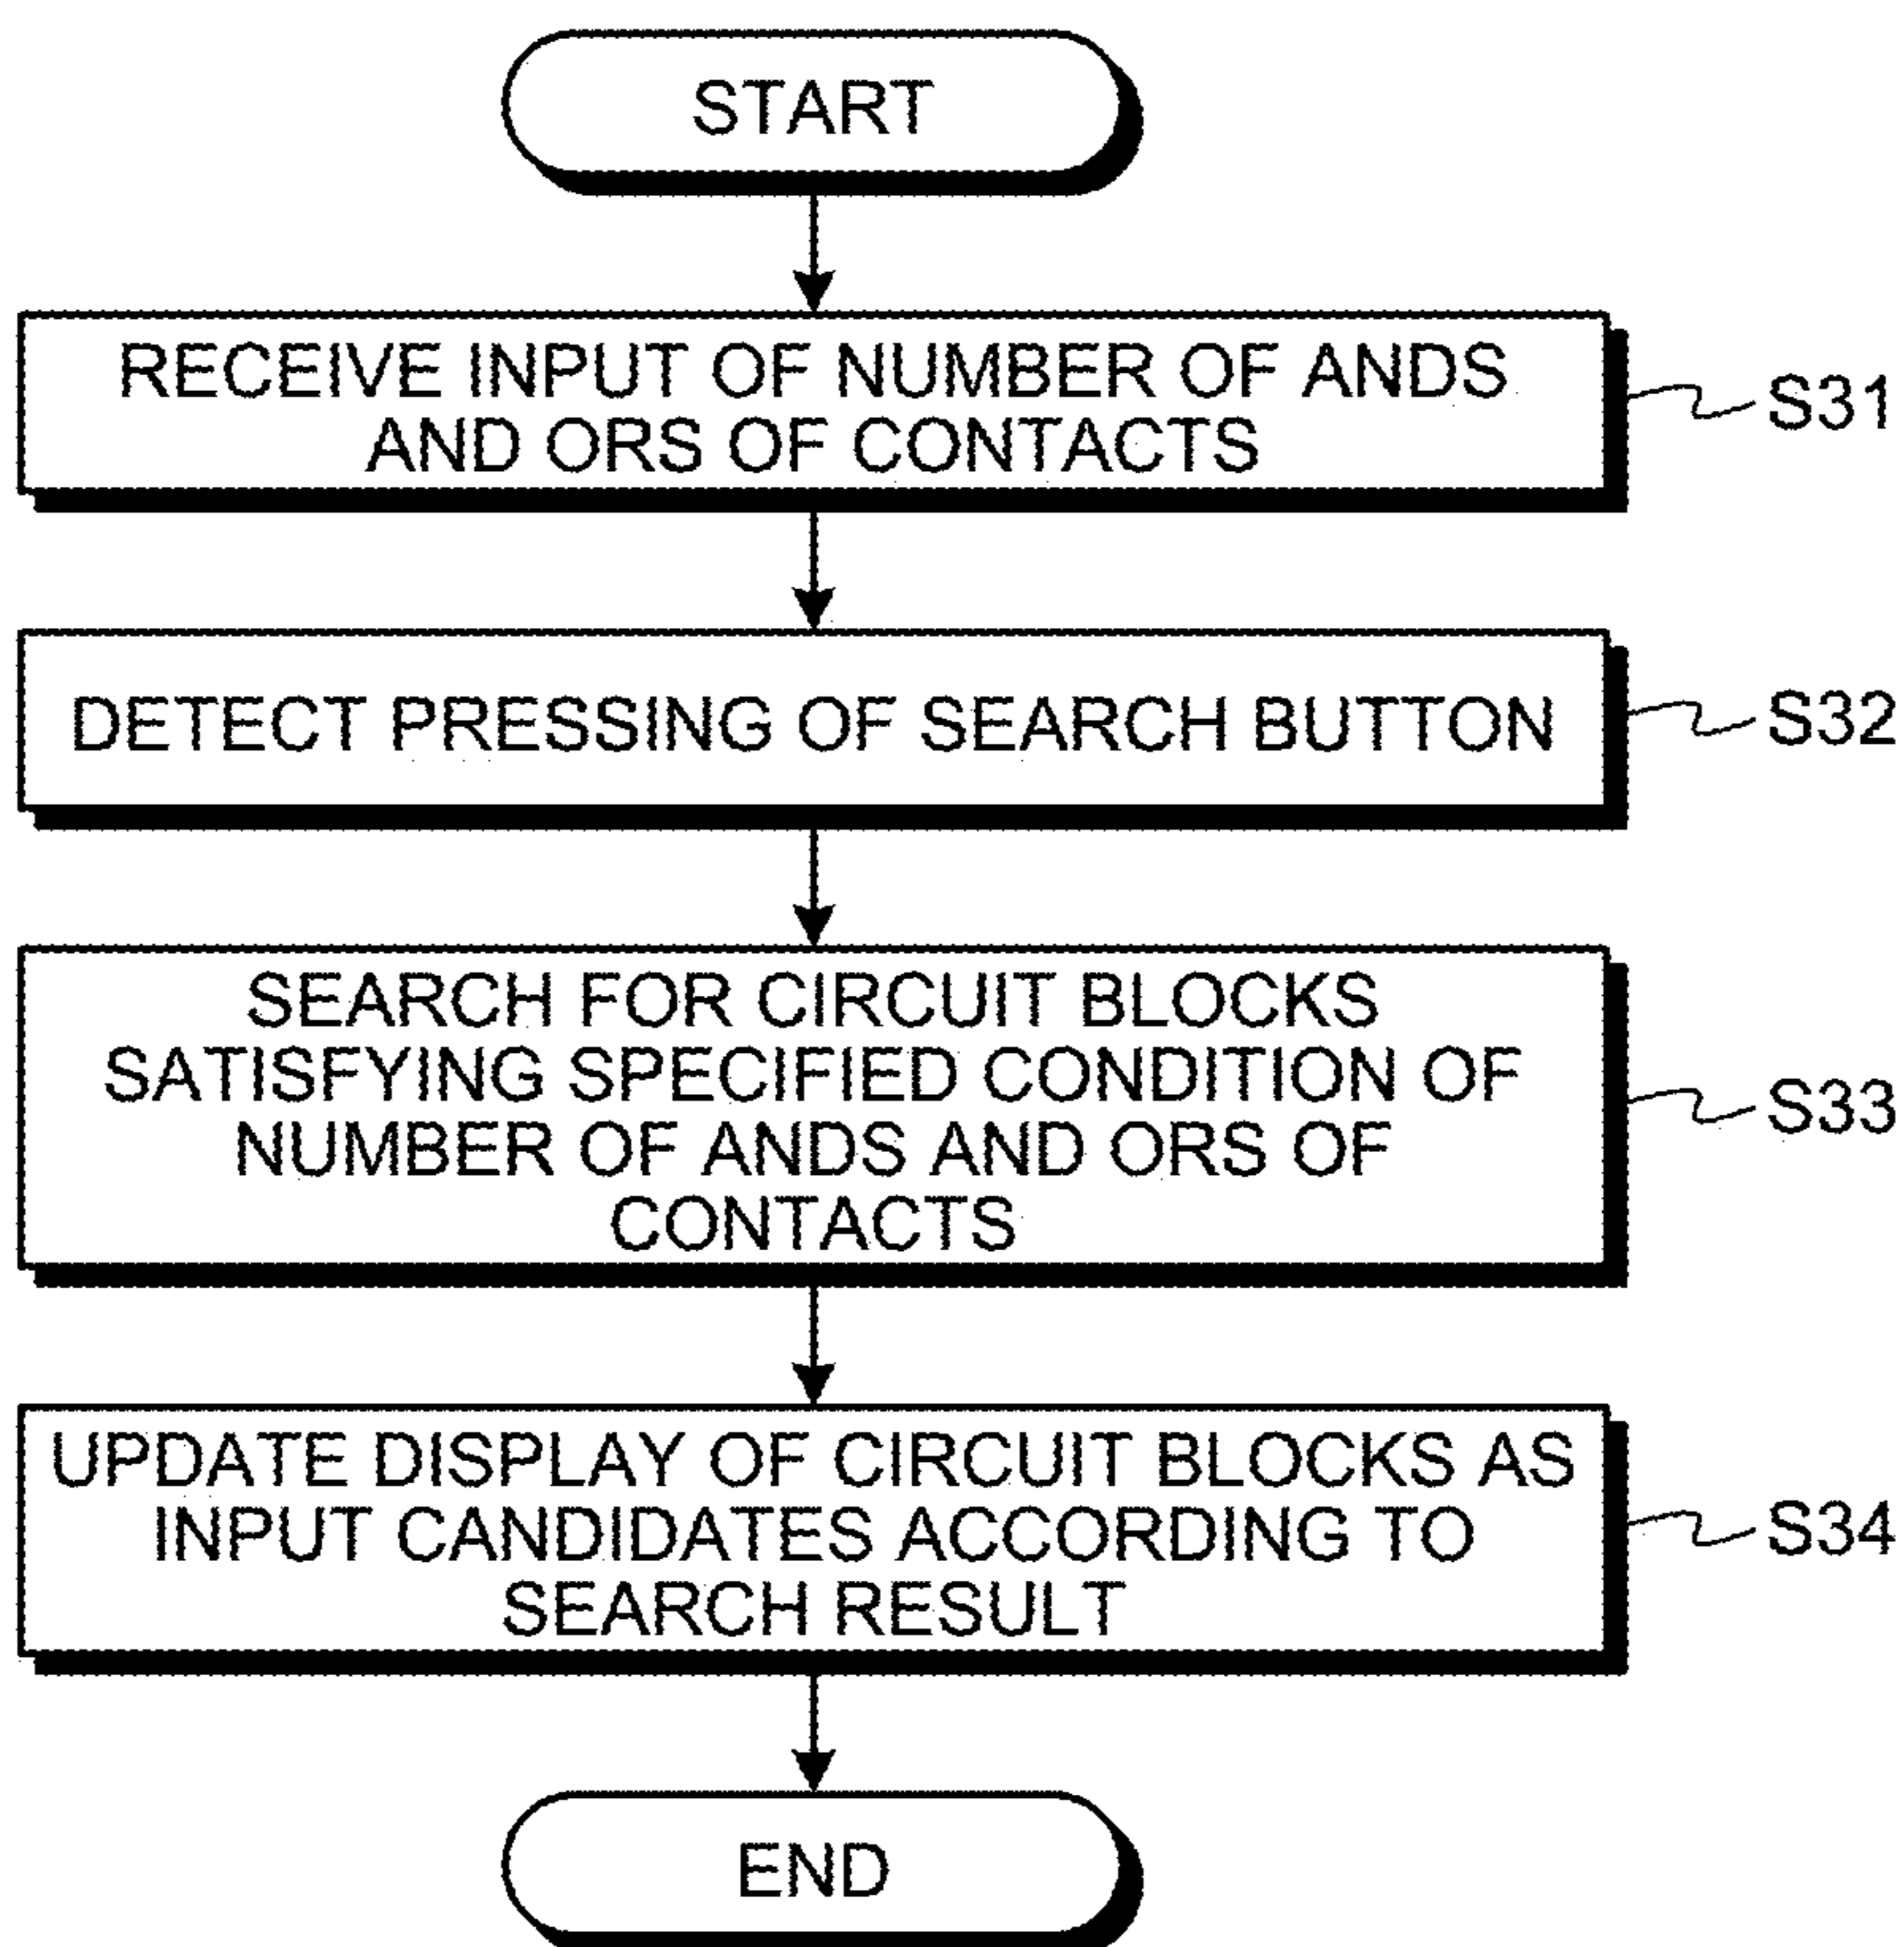 START
RECEIVE INPUT OF NUMBER OF ANDS
AND ORS OF CONTACTS
S31
DETECT PRESSING OF SEARCH BUTTON
S32
SEARCH FOR CIRCUIT BLOCKS
SATISFYING SPECIFIED CONDITION OF
NUMBER OF ANDS AND ORS OF
CONTACTS
S33
UPDATE DISPLAY OF CIRCUIT BLOCKS AS
INPUT CANDIDATES ACCORDING TO
SEARCH RESULT
S34
END